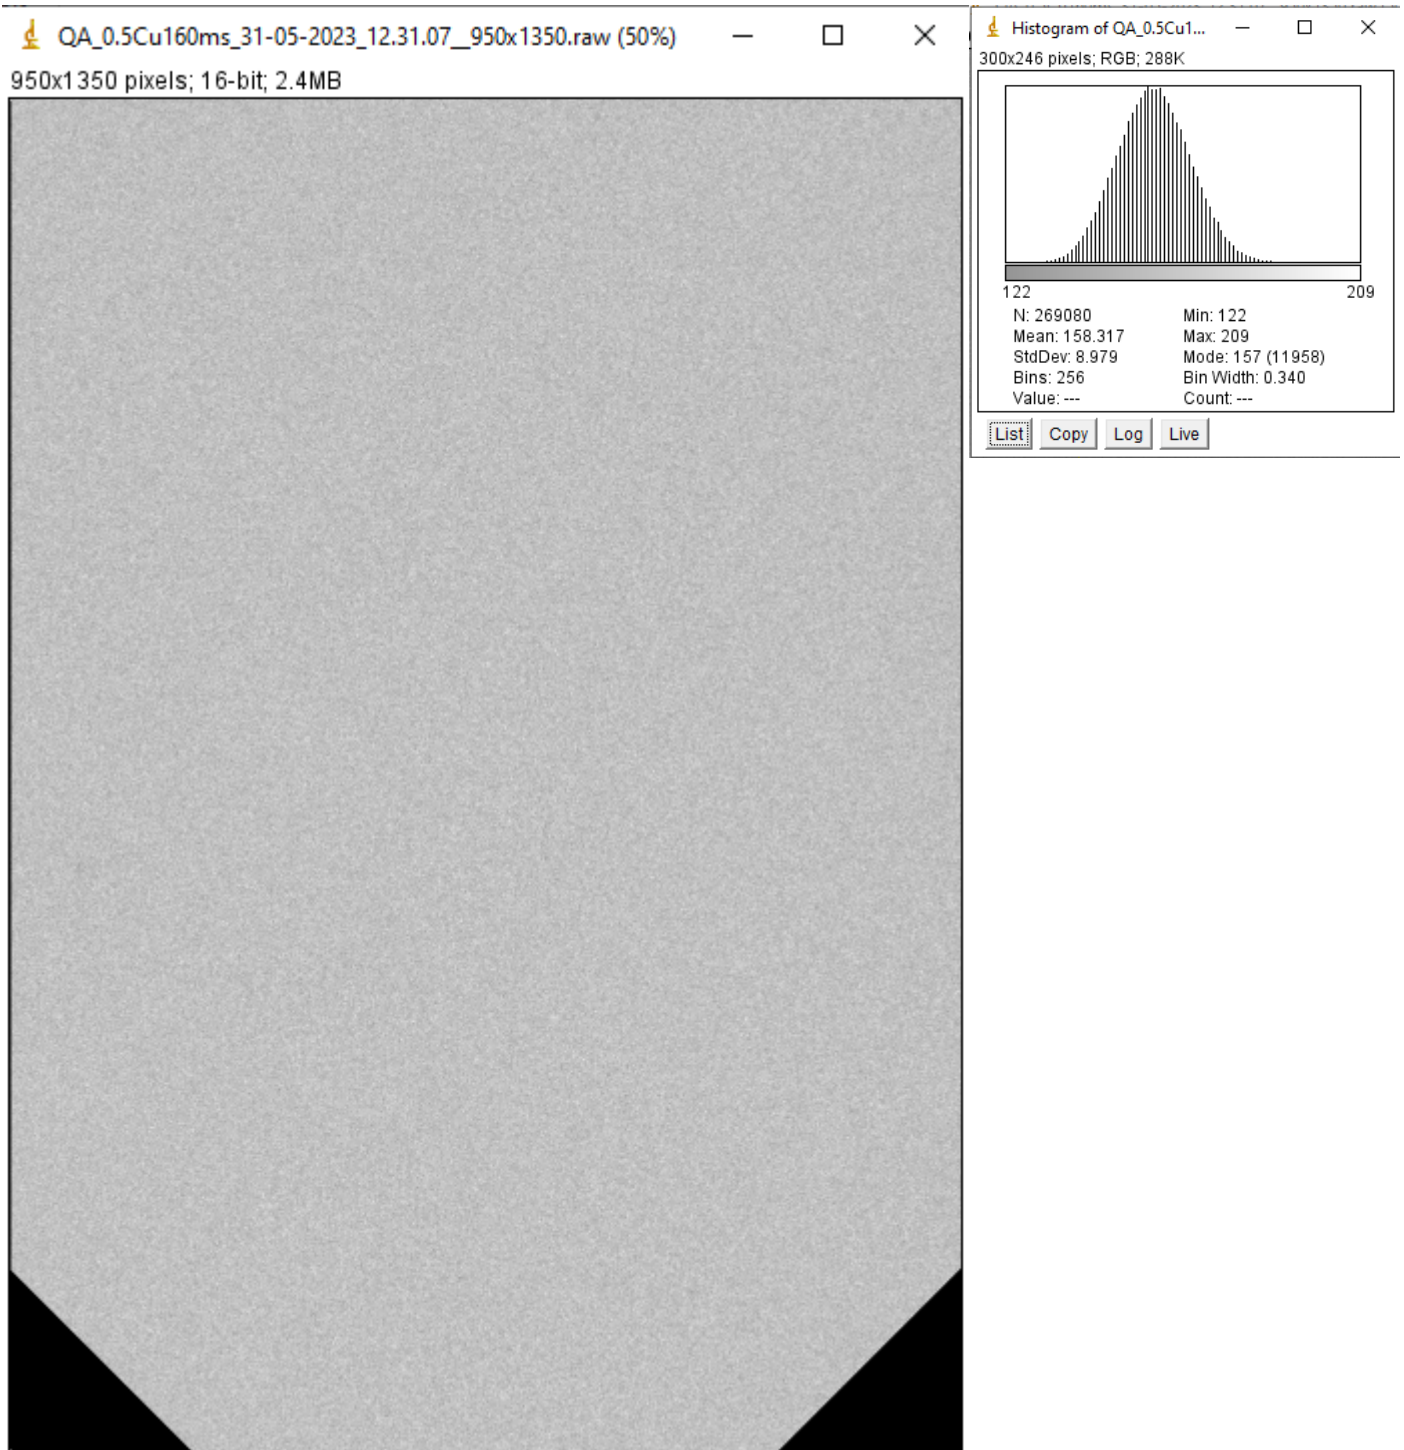 QA_0.5Cu160ms_31-05-2023_12.31.07__950x1350.raw (50%)
950x1350 pixels; 16-bit; 2.4MB
Histogram of QA_0.5Cu1...
300x246 pixels; RGB; 288K
122 209
N: 269080 Min: 122
Mean: 158.317 Max: 209
StdDev: 8.979 Mode: 157 (11958)
Bins: 256 Bin Width: 0.340
Value: --- Count: ---
List Copy Log Live